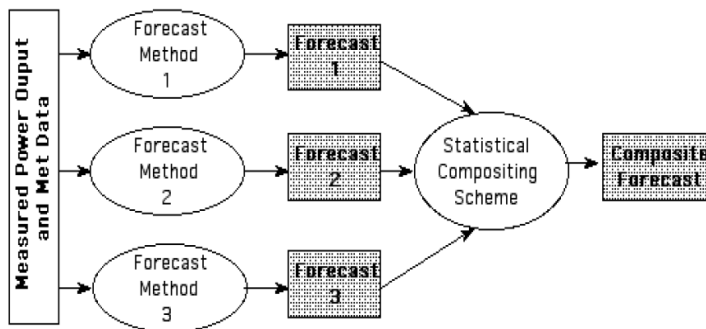 Measured Power Ouput
and Met Data
Forecast
Method
1
Forecast
1
Forecast
Method
2
Forecast
2
Statistical
Compositing
Scheme
Composite
Forecast
Forecast
Method
3
Forecast
3